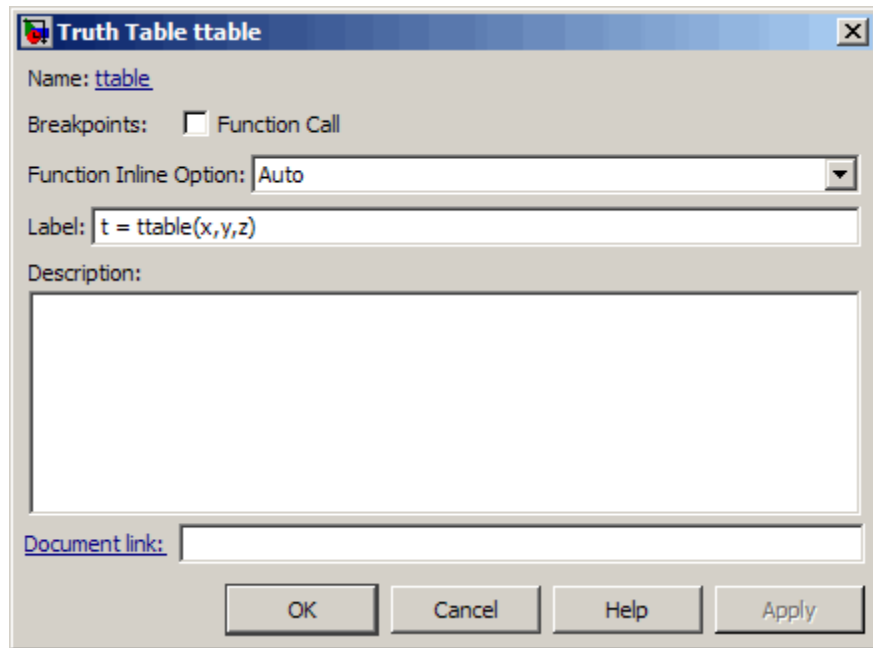 Truth Table ttable
Name: ttable
Breakpoints: Function Call
Function Inline Option: Auto
Label: t = ttable(x,y,z)
Description:
Document link:
OK Cancel Help Apply